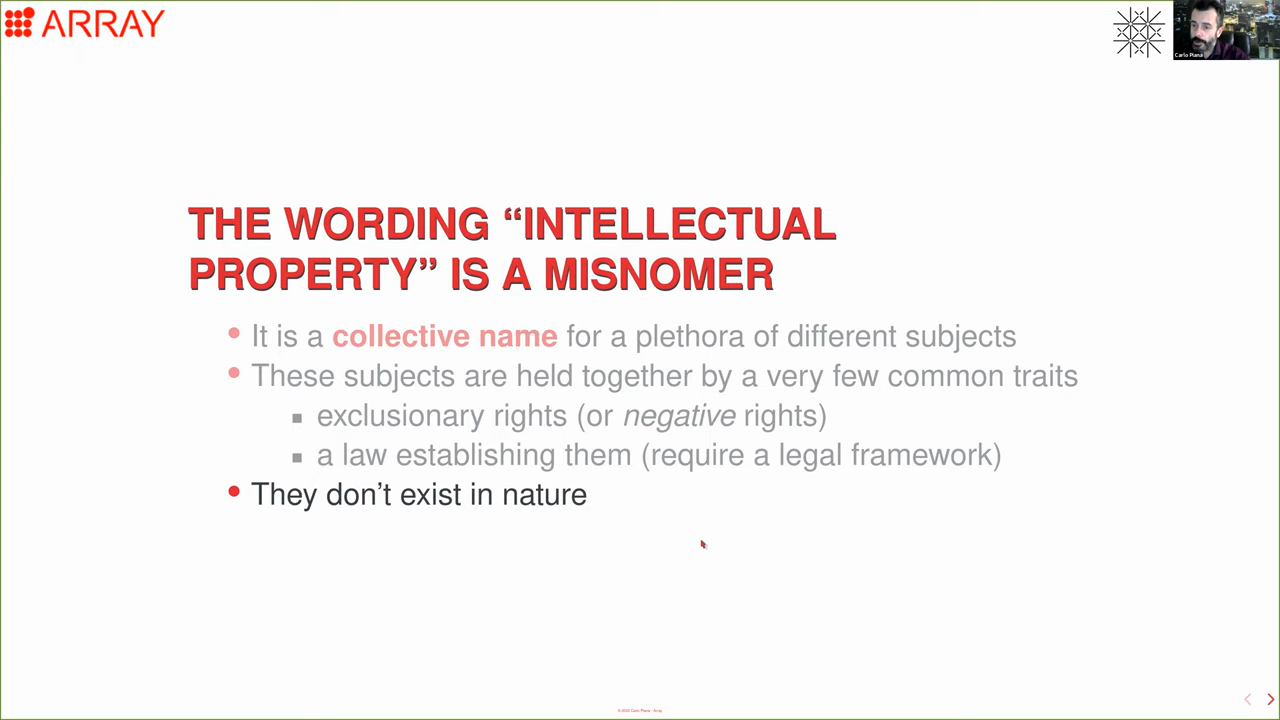 ARRAY
Carlo Piana
THE WORDING “INTELLECTUAL
PROPERTY” IS A MISNOMER
• It is a collective name for a plethora of different subjects
• These subjects are held together by a very few common traits
▪ exclusionary rights (or negative rights)
▪ a law establishing them (require a legal framework)
• They don’t exist in nature